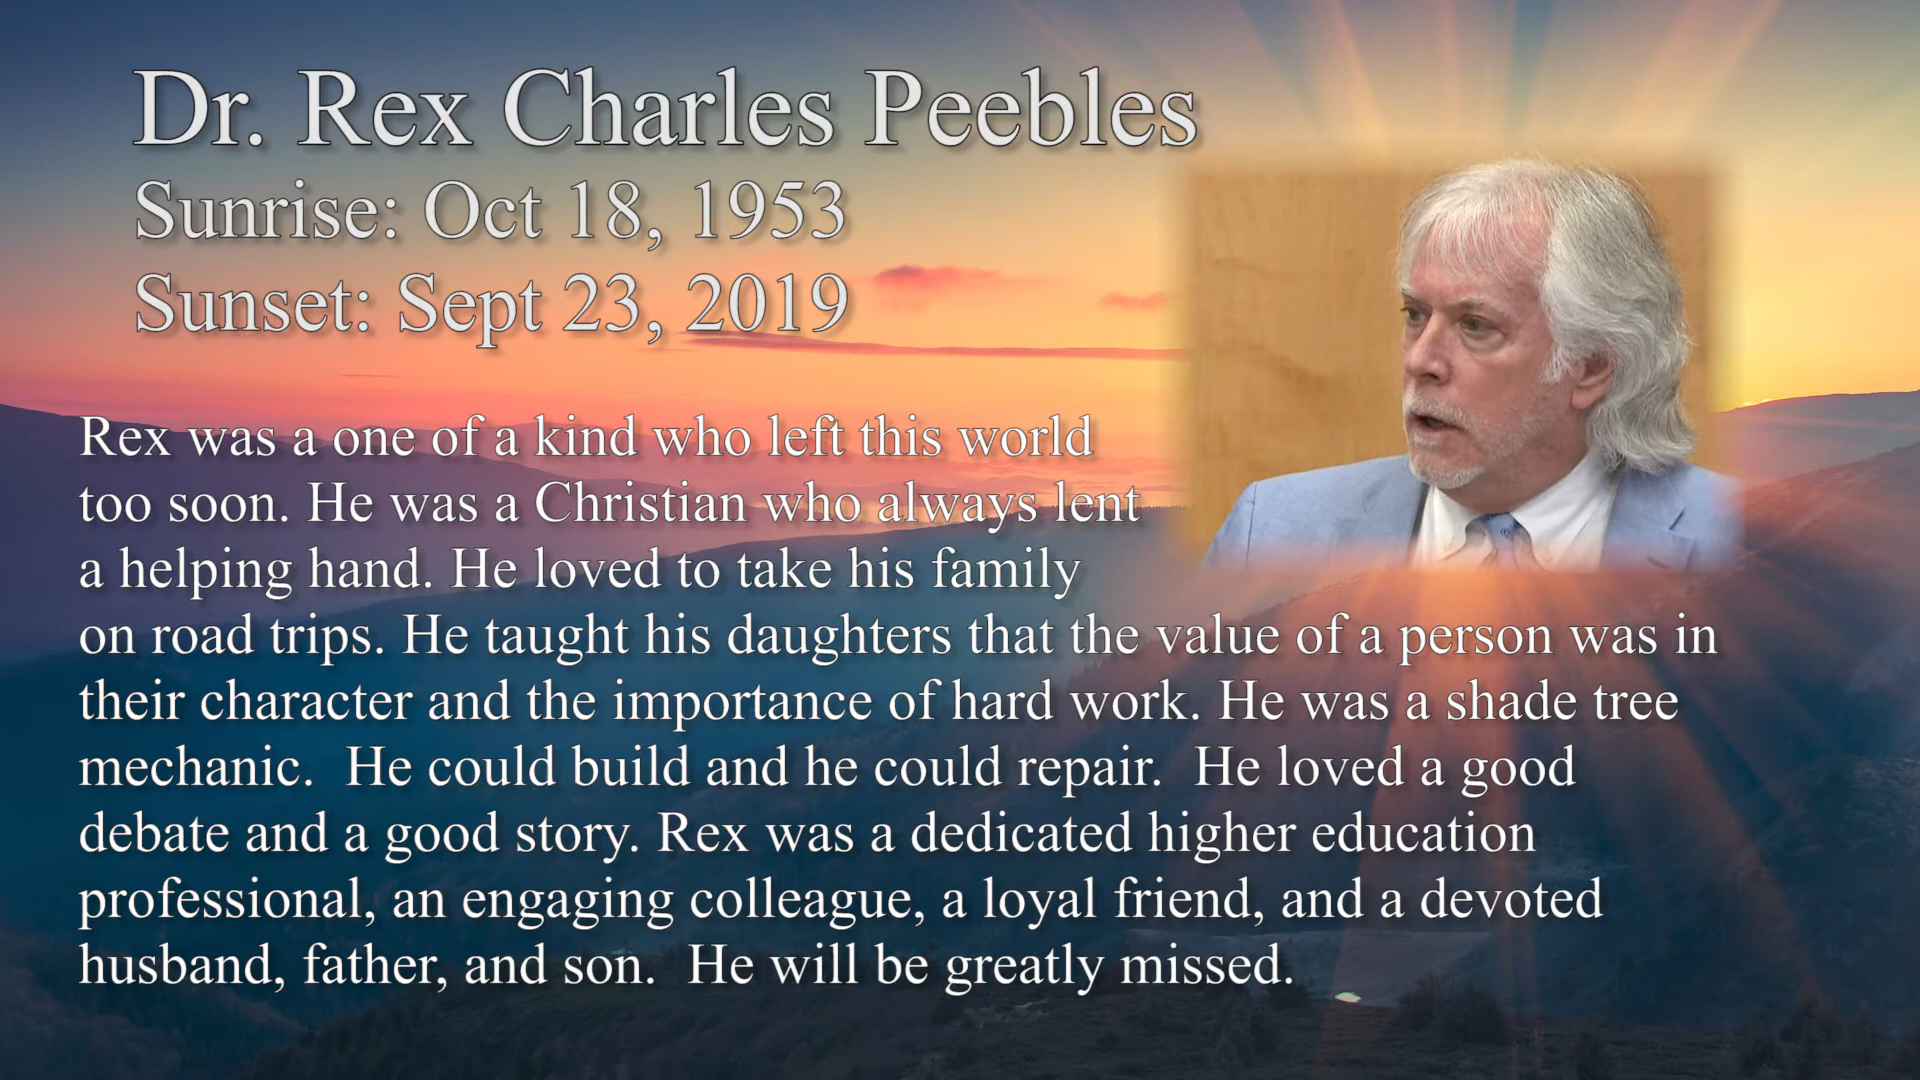 Dr. Rex Charles Peebles
Sunrise: Oct 18, 1953
Sunset: Sept 23, 2019
Rex was a one of a kind who left this world
too soon. He was a Christian who always lent
a helping hand. He loved to take his family
on road trips. He taught his daughters that the value of a person was in
their character and the importance of hard work. He was a shade tree
mechanic.  He could build and he could repair.  He loved a good
debate and a good story. Rex was a dedicated higher education
professional, an engaging colleague, a loyal friend, and a devoted
husband, father, and son.  He will be greatly missed.